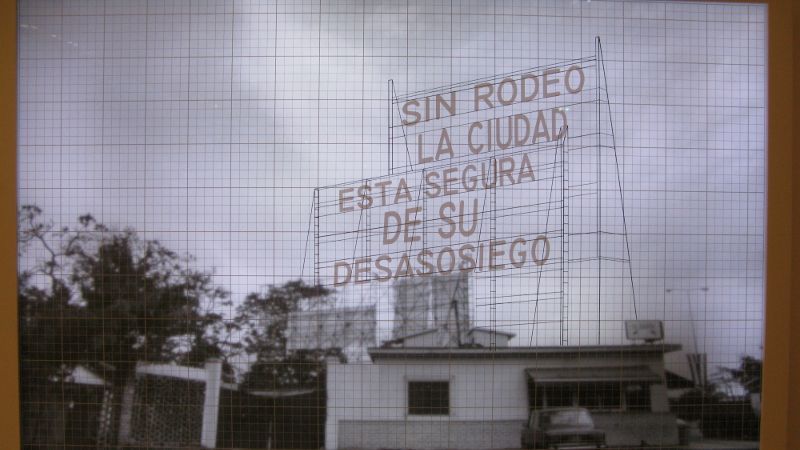 SIN RODEO
LA CIUDAD
ESTA SEGURA
DE SU
DESASOSIEGO